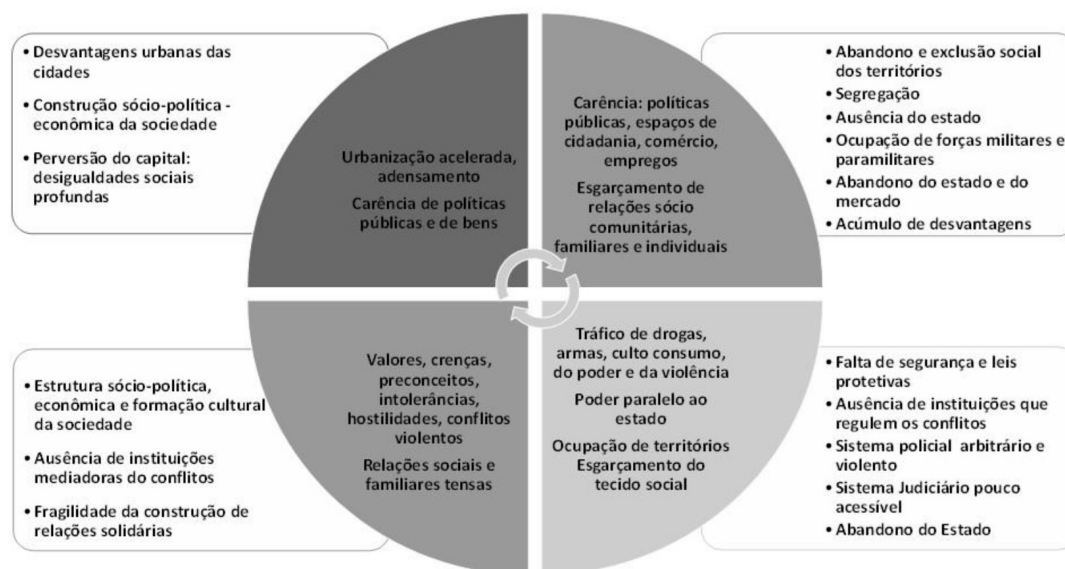 • Desvantagens urbanas das
cidades
• Construção sócio-política -
econômica da sociedade
• Perversão do capital:
desigualdades sociais
profundas
Urbanização acelerada,
adensamento
Carência de políticas
públicas e de bens
Carência: políticas
públicas, espaços de
cidadania, comércio,
empregos
Esgarçamento de
relações sócio
comunitárias,
familiares e individuais
• Abandono e exclusão social
dos territórios
• Segregação
• Ausência do estado
• Ocupação de forças militares e
paramilitares
• Abandono do estado e do
mercado
• Acúmulo de desvantagens
• Estrutura sócio-política,
econômica e formação cultural
da sociedade
• Ausência de instituições
mediadoras do conflitos
• Fragilidade da construção de
relações solidárias
Valores, crenças,
preconceitos,
intolerâncias,
hostilidades, conflitos
violentos
Relações sociais e
familiares tensas
Tráfico de drogas,
armas, culto consumo,
do poder e da violência
Poder paralelo ao
estado
Ocupação de territórios
Esgarçamento do
tecido social
• Falta de segurança e leis
protetivas
• Ausência de instituições que
regulem os conflitos
• Sistema policial arbitrário e
violento
• Sistema Judiciário pouco
acessível
• Abandono do Estado